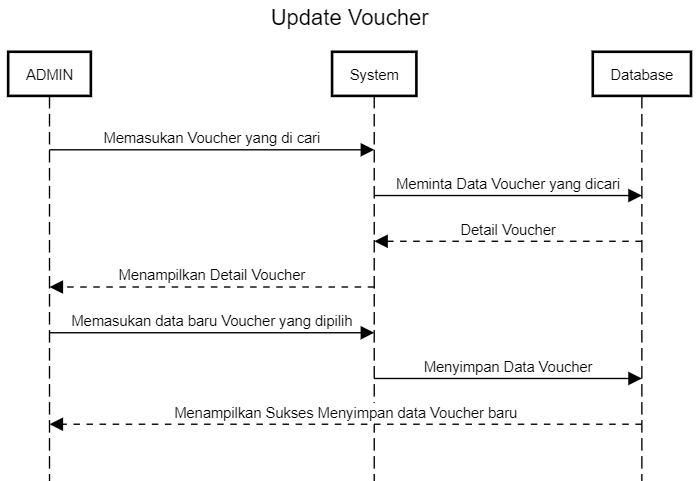 Update Voucher
ADMIN
System
Database
Memasukan Voucher yang di cari
Meminta Data Voucher yang dicari
Detail Voucher
Menampilkan Detail Voucher
Memasukan data baru Voucher yang dipilih
Menyimpan Data Voucher
Menampilkan Sukses Menyimpan data Voucher baru